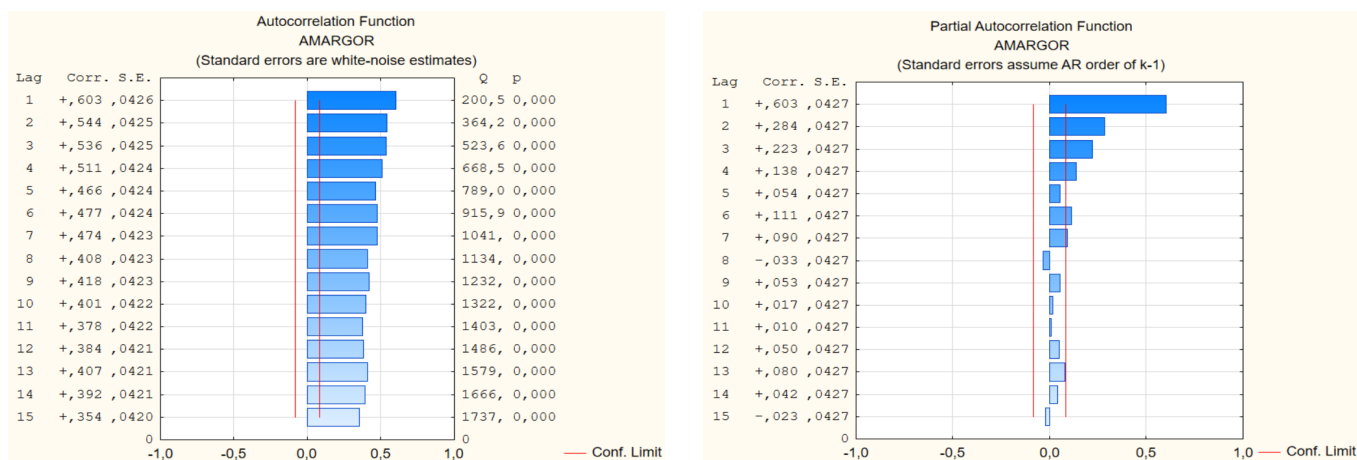 Autocorrelation Function
AMARGOR
(Standard errors are white-noise estimates)
Lag Corr. S.E. Q p
1 +,603 ,0426 200,5 0,000
2 +,544 ,0425 364,2 0,000
3 +,536 ,0425 523,6 0,000
4 +,511 ,0424 668,5 0,000
5 +,466 ,0424 789,0 0,000
6 +,477 ,0424 915,9 0,000
7 +,474 ,0423 1041, 0,000
8 +,408 ,0423 1134, 0,000
9 +,418 ,0423 1232, 0,000
10 +,401 ,0422 1322, 0,000
11 +,378 ,0422 1403, 0,000
12 +,384 ,0421 1486, 0,000
13 +,407 ,0421 1579, 0,000
14 +,392 ,0421 1666, 0,000
15 +,354 ,0420 1737, 0,000
0 0
-1,0 -0,5 0,0 0,5 1,0
Conf. Limit
Partial Autocorrelation Function
AMARGOR
(Standard errors assume AR order of k-1)
Lag Corr. S.E.
1 +,603 ,0427
2 +,284 ,0427
3 +,223 ,0427
4 +,138 ,0427
5 +,054 ,0427
6 +,111 ,0427
7 +,090 ,0427
8 -,033 ,0427
9 +,053 ,0427
10 +,017 ,0427
11 +,010 ,0427
12 +,050 ,0427
13 +,080 ,0427
14 +,042 ,0427
15 -,023 ,0427
0
-1,0 -0,5 0,0 0,5 1,0
Conf. Limit